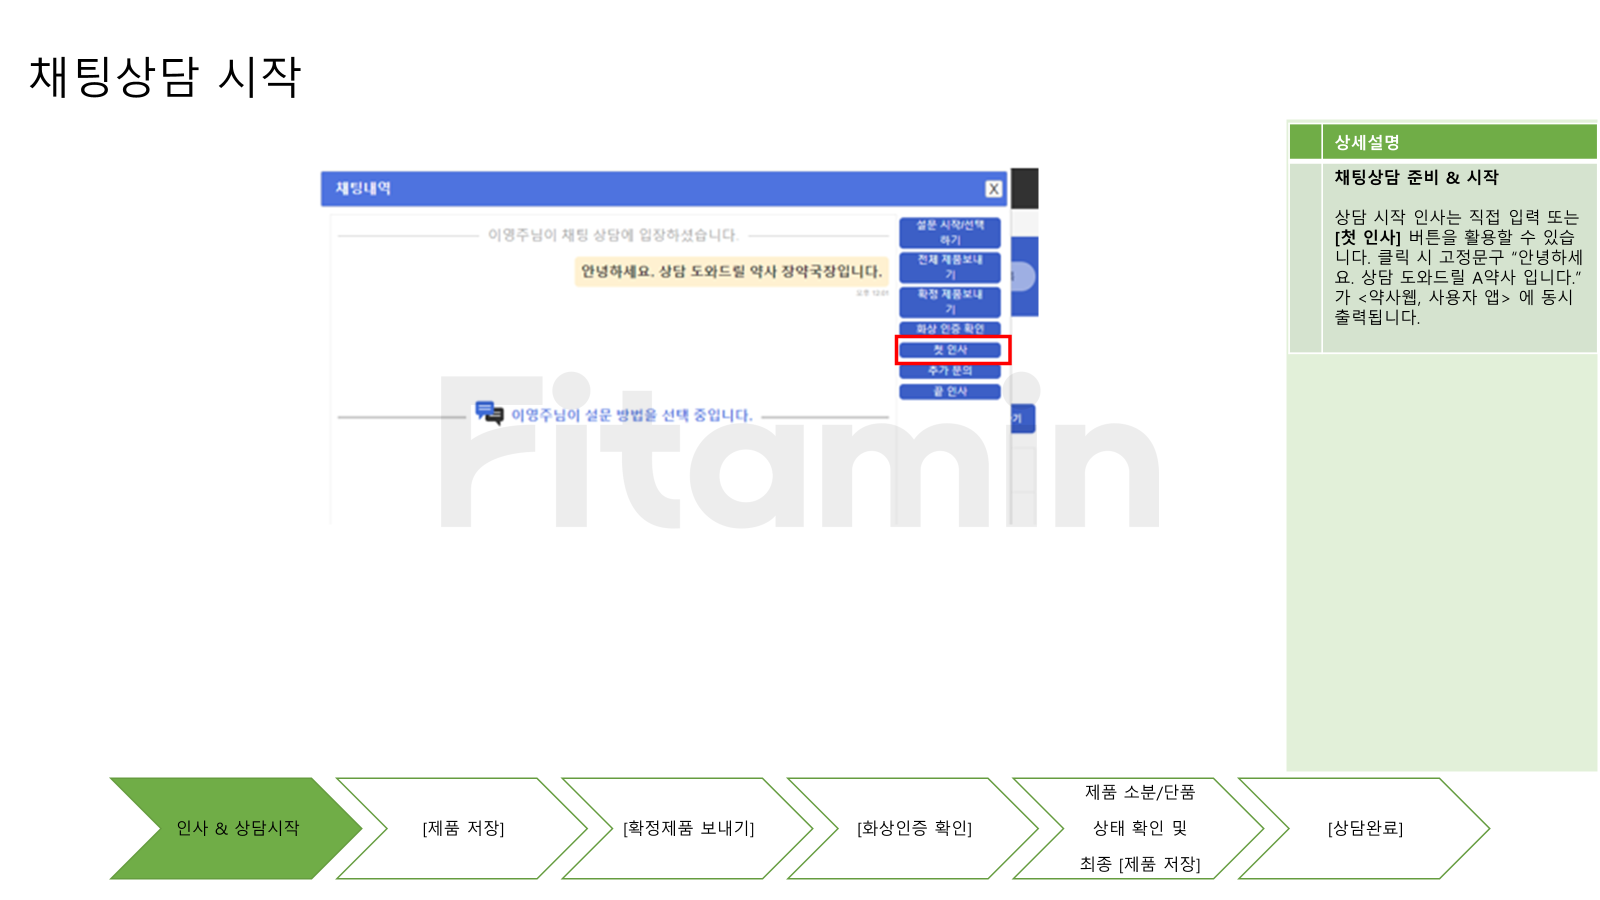 채팅상담 시작
채팅내역
X
이영주님이 채팅 상담에 입장하셨습니다.
안녕하세요. 상담 도와드릴 약사 장약국장입니다.
설문 시작/선택
하기
전체 제품보내
기
확정 제품보내
기
화상 인증 확인
첫 인사
추가 문의
끝 인사
기
이영주님이 설문 방법을 선택 중입니다.
Fitamin
상세설명
채팅상담 준비 & 시작
상담 시작 인사는 직접 입력 또는
[첫 인사] 버튼을 활용할 수 있습
니다. 클릭 시 고정문구 “안녕하세
요. 상담 도와드릴 A약사 입니다.”
가 <약사웹, 사용자 앱> 에 동시
출력됩니다.
인사 & 상담시작
[제품 저장]
[확정제품 보내기]
[화상인증 확인]
제품 소분/단품
상태 확인 및
최종 [제품 저장]
[상담완료]